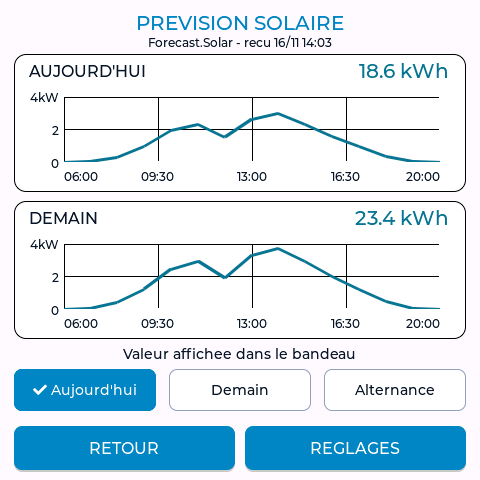 PREVISION SOLAIRE
Forecast.Solar - recu 16/11 14:03
AUJOURD'HUI 18.6 kWh
4kW
2
0
06:00 09:30 13:00 16:30 20:00
DEMAIN 23.4 kWh
4kW
2
0
06:00 09:30 13:00 16:30 20:00
Valeur affichee dans le bandeau
Aujourd'hui Demain Alternance
RETOUR REGLAGES